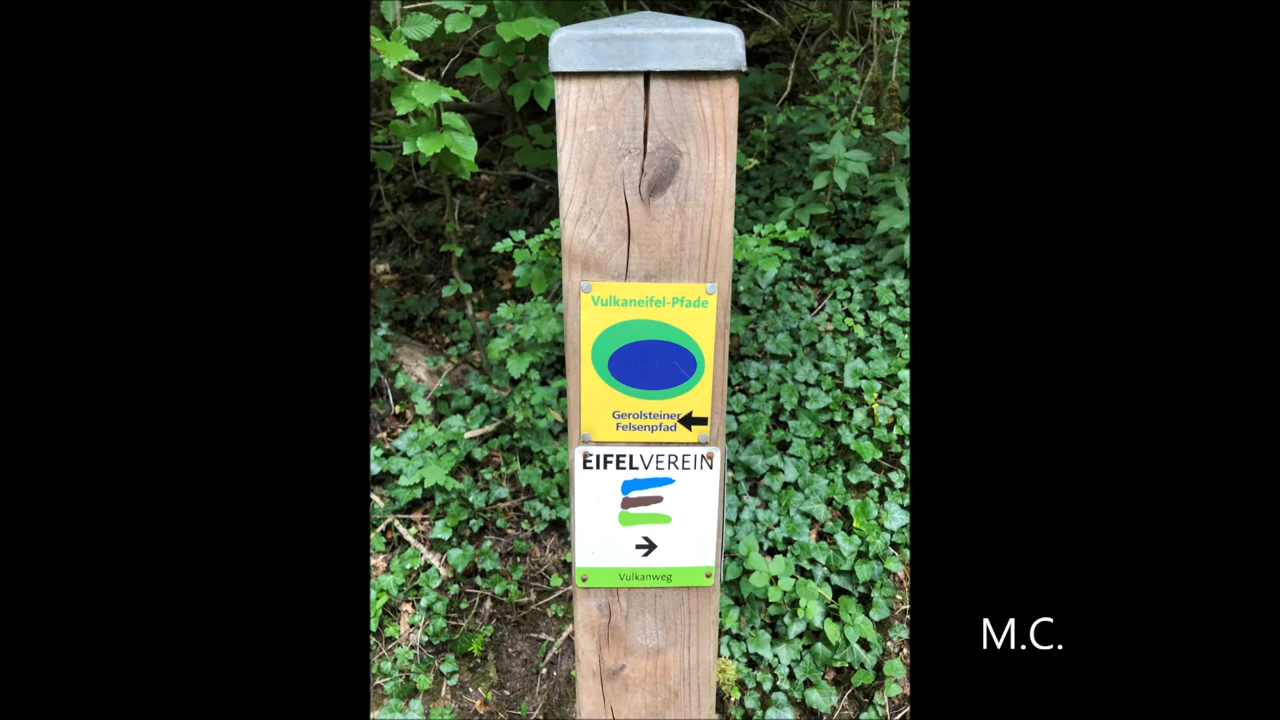 Vulkaneifel-Pfade
Gerolsteiner
Felsenpfad
EIFELVEREIN
Vulkanweg
M.C.